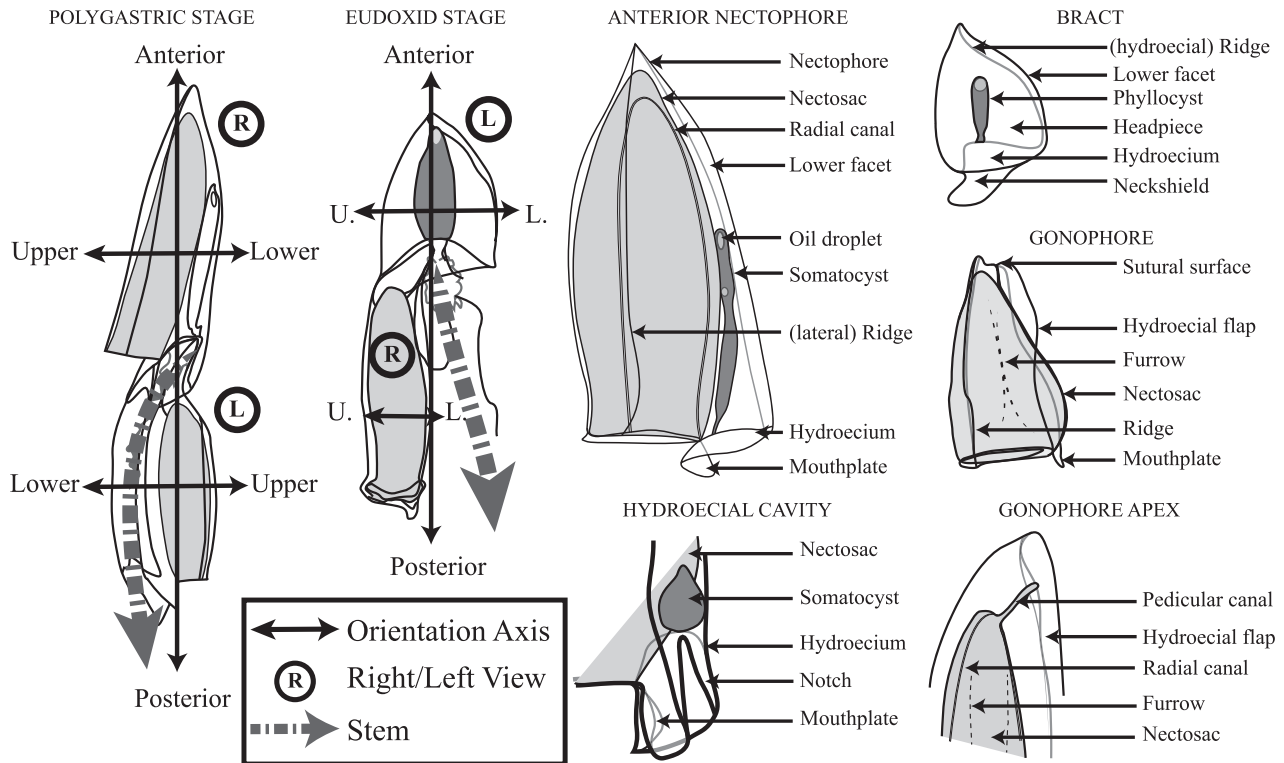 POLYGASTRIC STAGE
Anterior
R
Upper
Lower
L
Lower
Upper
Posterior
EUDOXID STAGE
L
U.
L.
R
U.
L.
Posterior
Orientation Axis
R
Right/Left View
Stem
ANTERIOR NECTOPHORE
Nectophore
Nectosac
Radial canal
Lower facet
Oil droplet
Somatocyst
(lateral) Ridge
Hydroecium
Mouthplate
HYDROECIAL CAVITY
Nectosac
Somatocyst
Hydroecium
Notch
Mouthplate
BRACT
(hydroecial) Ridge
Lower facet
Phyllocyst
Headpiece
Hydroecium
Neckshield
GONOPHORE
Sutural surface
Hydroecial flap
Furrow
Nectosac
Ridge
Mouthplate
GONOPHORE APEX
Pedicular canal
Hydroecial flap
Radial canal
Furrow
Nectosac
Anterior